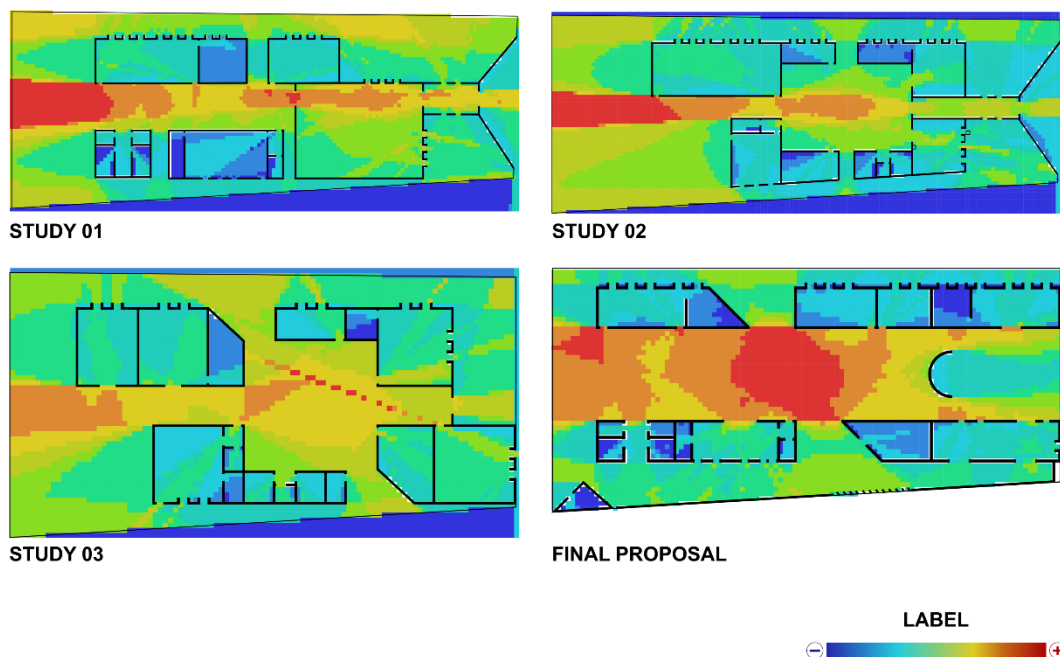 STUDY 01
STUDY 02
STUDY 03
FINAL PROPOSAL
LABEL
− +